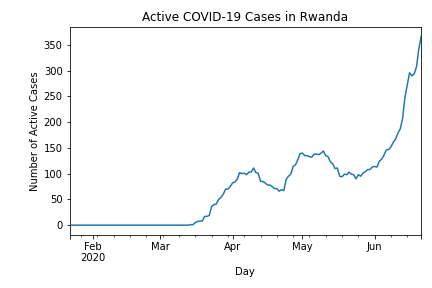 Active COVID-19 Cases in Rwanda
Number of Active Cases
350
300
250
200
150
100
50
0
Feb
2020
Mar
Apr
May
Jun
Day